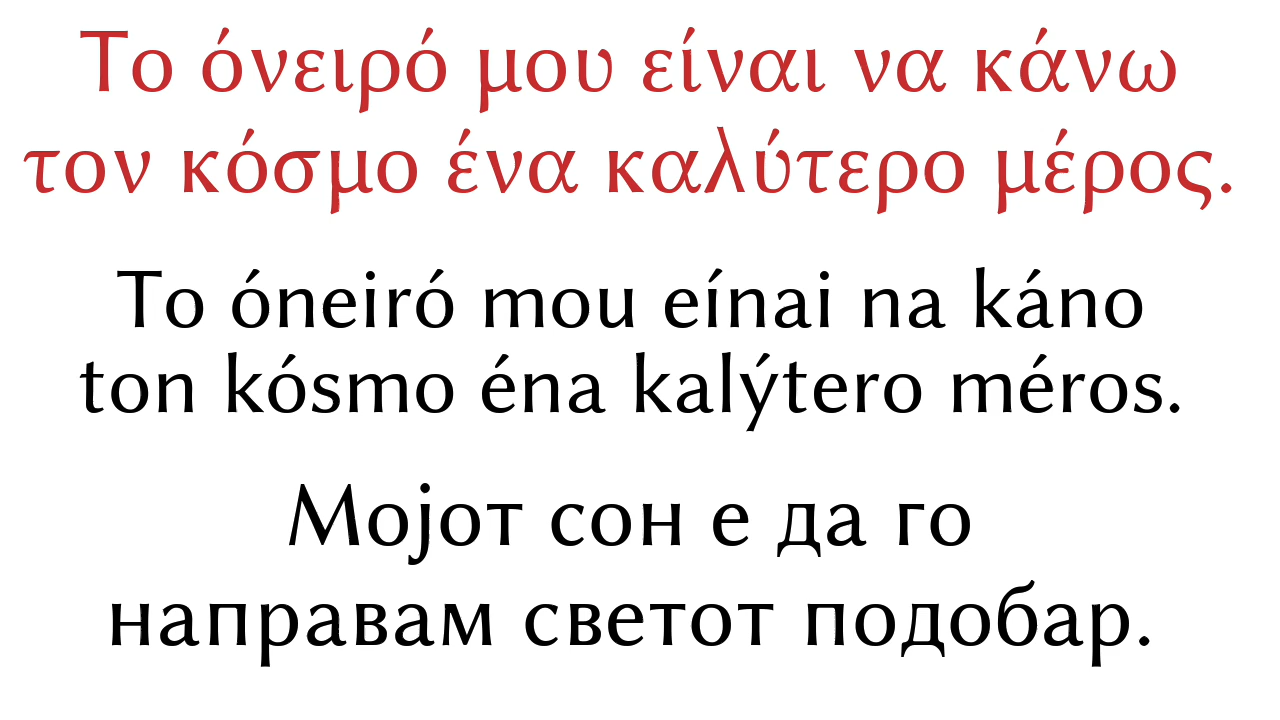 Το όνειρό μου είναι να κάνω
τον κόσμο ένα καλύτερο μέρος.
To óneiró mou eínai na káno
ton kósmo éna kalýtero méros.
Мојот сон е да го
направам светот подобар.